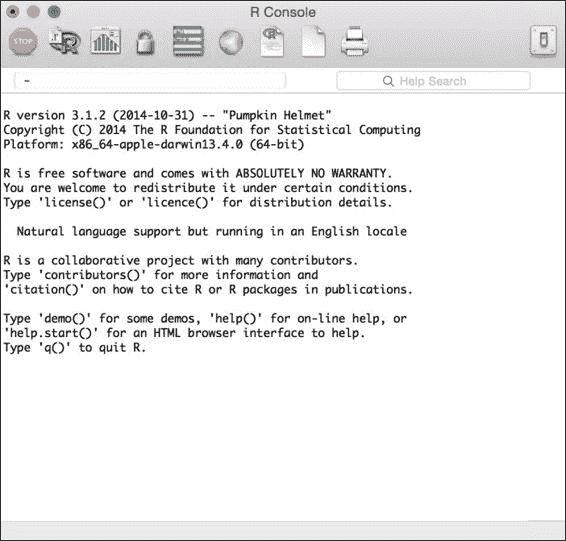 R Console
STOP
R
~
Help Search
R version 3.1.2 (2014-10-31) -- "Pumpkin Helmet"
Copyright (C) 2014 The R Foundation for Statistical Computing
Platform: x86_64-apple-darwin13.4.0 (64-bit)
R is free software and comes with ABSOLUTELY NO WARRANTY.
You are welcome to redistribute it under certain conditions.
Type 'license()' or 'licence()' for distribution details.
Natural language support but running in an English locale
R is a collaborative project with many contributors.
Type 'contributors()' for more information and
'citation()' on how to cite R or R packages in publications.
Type 'demo()' for some demos, 'help()' for on-line help, or
'help.start()' for an HTML browser interface to help.
Type 'q()' to quit R.